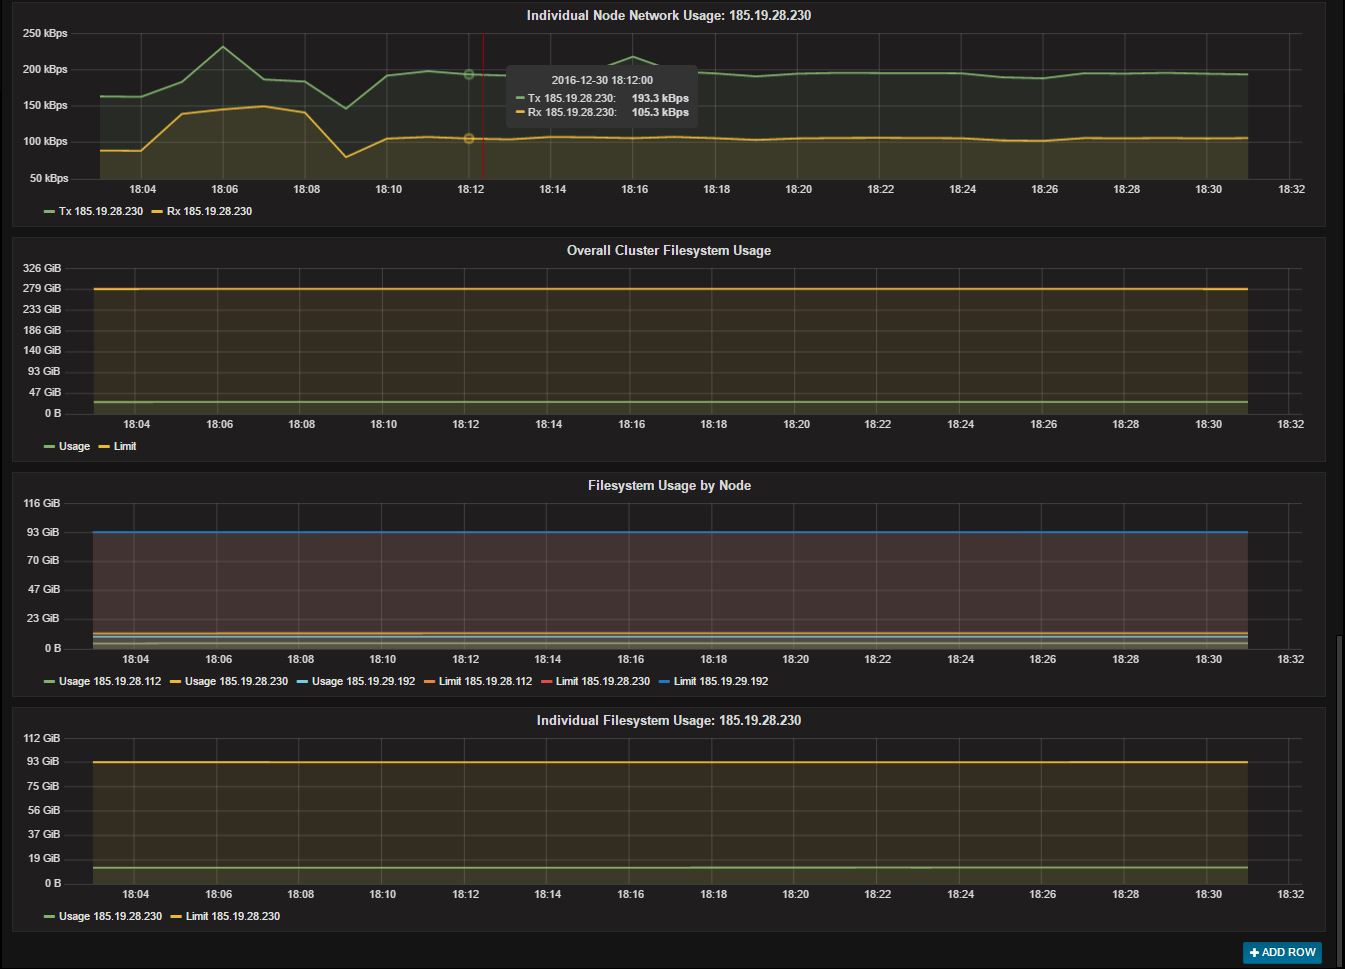 Individual Node Network Usage: 185.19.28.230
250 kBps
200 kBps
150 kBps
100 kBps
50 kBps
2016-12-30 18:12:00
Tx 185.19.28.230: 193.3 kBps
Rx 185.19.28.230: 105.3 kBps
18:04 18:06 18:08 18:10 18:12 18:14 18:16 18:18 18:20 18:22 18:24 18:26 18:28 18:30 18:32
Tx 185.19.28.230 Rx 185.19.28.230
Overall Cluster Filesystem Usage
326 GiB
279 GiB
233 GiB
186 GiB
140 GiB
93 GiB
47 GiB
0 B
18:04 18:06 18:08 18:10 18:12 18:14 18:16 18:18 18:20 18:22 18:24 18:26 18:28 18:30 18:32
Usage Limit
Filesystem Usage by Node
116 GiB
93 GiB
70 GiB
47 GiB
23 GiB
0 B
18:04 18:06 18:08 18:10 18:12 18:14 18:16 18:18 18:20 18:22 18:24 18:26 18:28 18:30 18:32
Usage 185.19.28.112 Usage 185.19.28.230 Usage 185.19.29.192 Limit 185.19.28.112 Limit 185.19.28.230 Limit 185.19.29.192
Individual Filesystem Usage: 185.19.28.230
112 GiB
93 GiB
75 GiB
56 GiB
37 GiB
19 GiB
0 B
18:04 18:06 18:08 18:10 18:12 18:14 18:16 18:18 18:20 18:22 18:24 18:26 18:28 18:30 18:32
Usage 185.19.28.230 Limit 185.19.28.230
+ ADD ROW